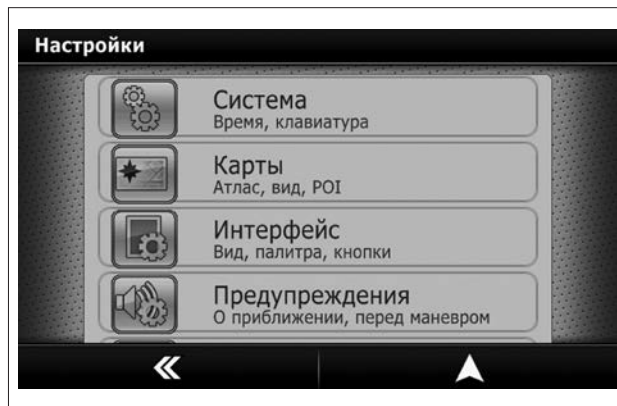 Настройки
Система
Время, клавиатура
Карты
Атлас, вид, POI
Интерфейс
Вид, палитра, кнопки
Предупреждения
О приближении, перед маневром